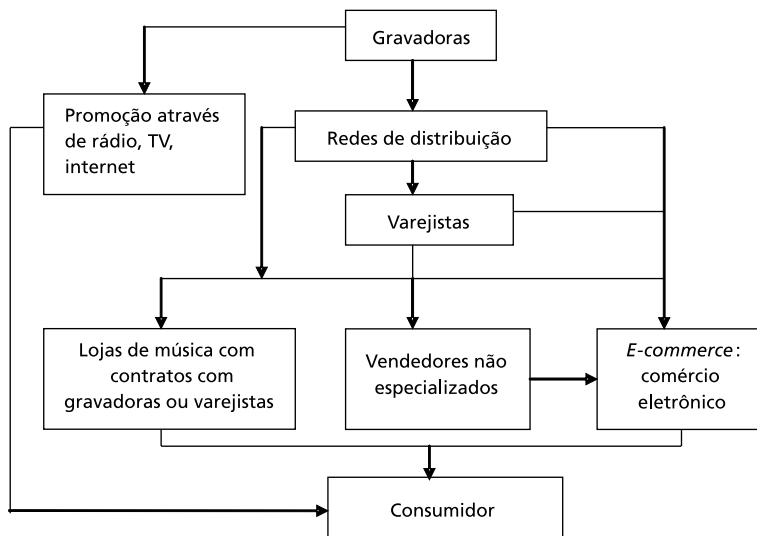 Gravadoras
Promoção através
de rádio, TV,
internet
Redes de distribuição
Varejistas
Lojas de música com
contratos com
gravadoras ou varejistas
Vendedores não
especializados
E-commerce:
comércio
eletrônico
Consumidor